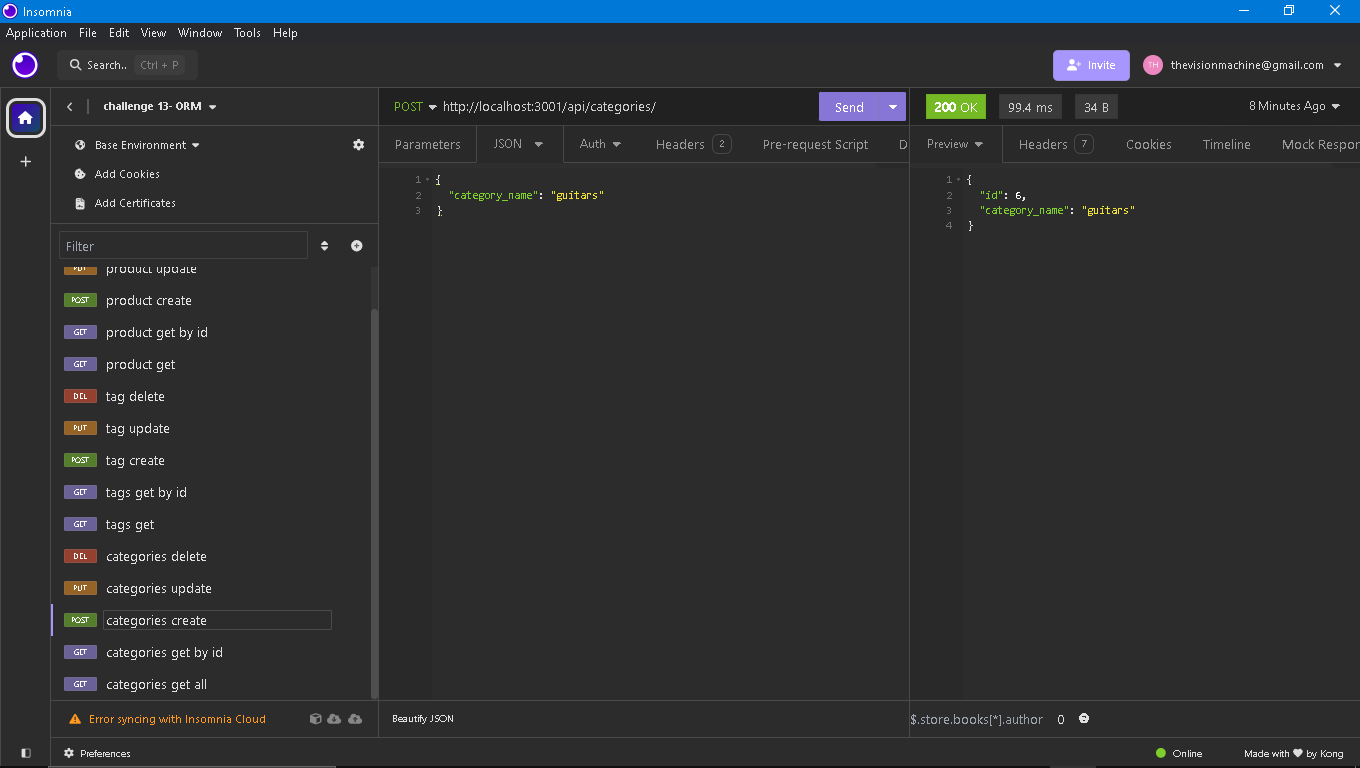 Insomnia
Application File Edit View Window Tools Help
Search.. Ctrl + P
Invite
TH thevisionmachine@gmail.com
challenge 13- ORM
POST http://localhost:3001/api/categories/ Send
200 OK 99.4 ms 34 B 8 Minutes Ago
Base Environment
Add Cookies
Add Certificates
Parameters JSON Auth Headers 2 Pre-request Script D
Preview Headers 7 Cookies Timeline Mock Respor
1 {
2 "category_name": "guitars"
3 }
1 {
2 "id": 6,
3 "category_name": "guitars"
4 }
Filter
PUT product update
POST product create
GET product get by id
GET product get
DEL tag delete
PUT tag update
POST tag create
GET tags get by id
GET tags get
DEL categories delete
PUT categories update
POST categories create
GET categories get by id
GET categories get all
Error syncing with Insomnia Cloud
Beautify JSON
$.store.books[*].author 0
Preferences
Online
Made with by Kong